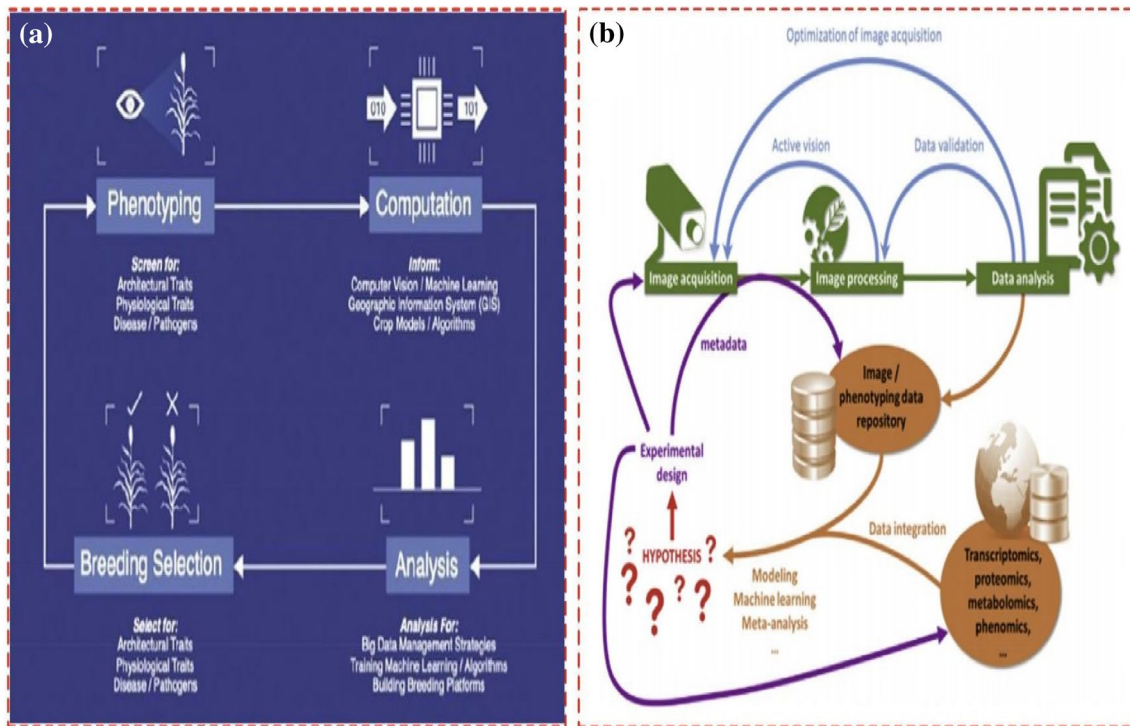 (a)
010
101
Phenotyping
Computation
Screen for:
Architectural Traits
Physiological Traits
Disease / Pathogens
Inform:
Computer Vision / Machine Learning
Geographic Information System (GIS)
Crop Models / Algorithms
Breeding Selection
Analysis
Select for:
Architectural Traits
Physiological Traits
Disease / Pathogens
Analysis For:
Big Data Management Strategies
Training Machine Learning / Algorithms
Building Breeding Platforms
(b)
Optimization of image acquisition
Active vision
Data validation
Image acquisition
Image processing
Data analysis
metadata
Image /
phenotyping data
repository
Experimental
design
Data integration
? HYPOTHESIS ?
? ? ? ?
Modeling
Machine learning
Meta-analysis
...
Transcriptomics,
proteomics,
metabolomics,
phenomics,
...